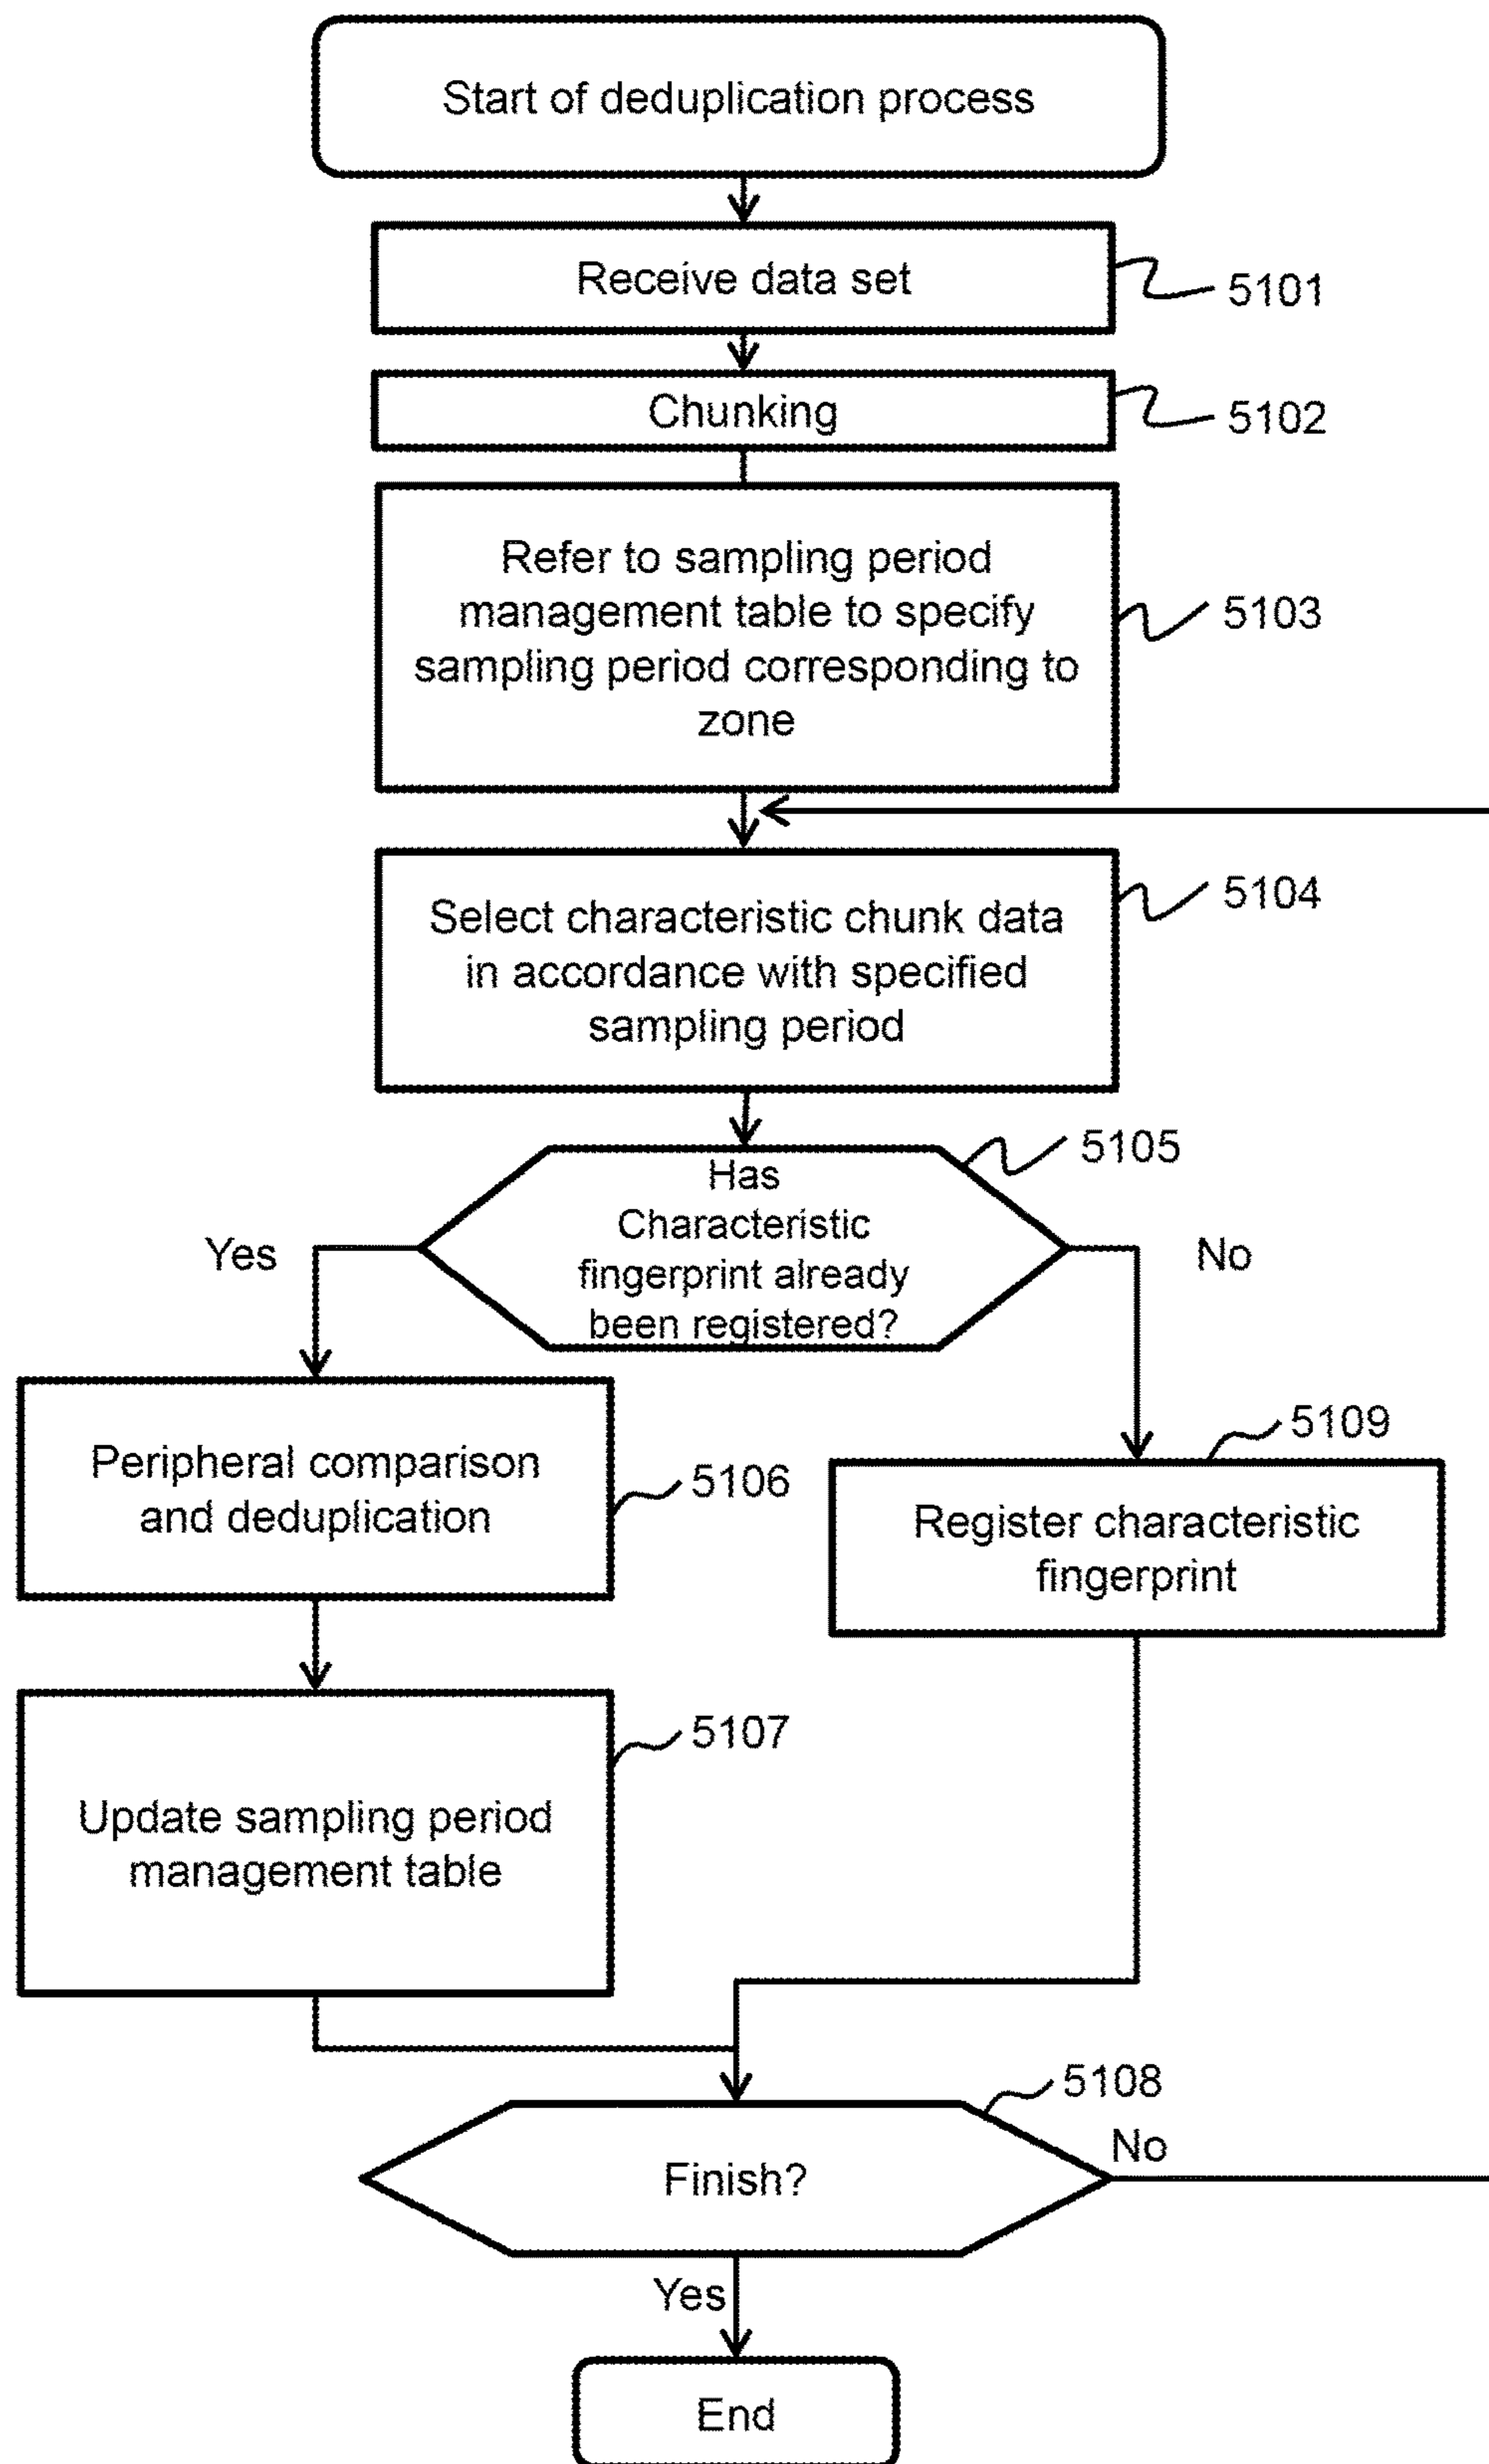 Start of deduplication process
Receive data set
5101
Chunking
5102
Refer to sampling period
management table to specify
sampling period corresponding to
zone
5103
Select characteristic chunk data
in accordance with specified
sampling period
5104
Has
Characteristic
fingerprint already
been registered?
5105
Yes
No
Peripheral comparison
and deduplication
5106
5109
Register characteristic
fingerprint
Update sampling period
management table
5107
5108
Finish?
No
Yes
End